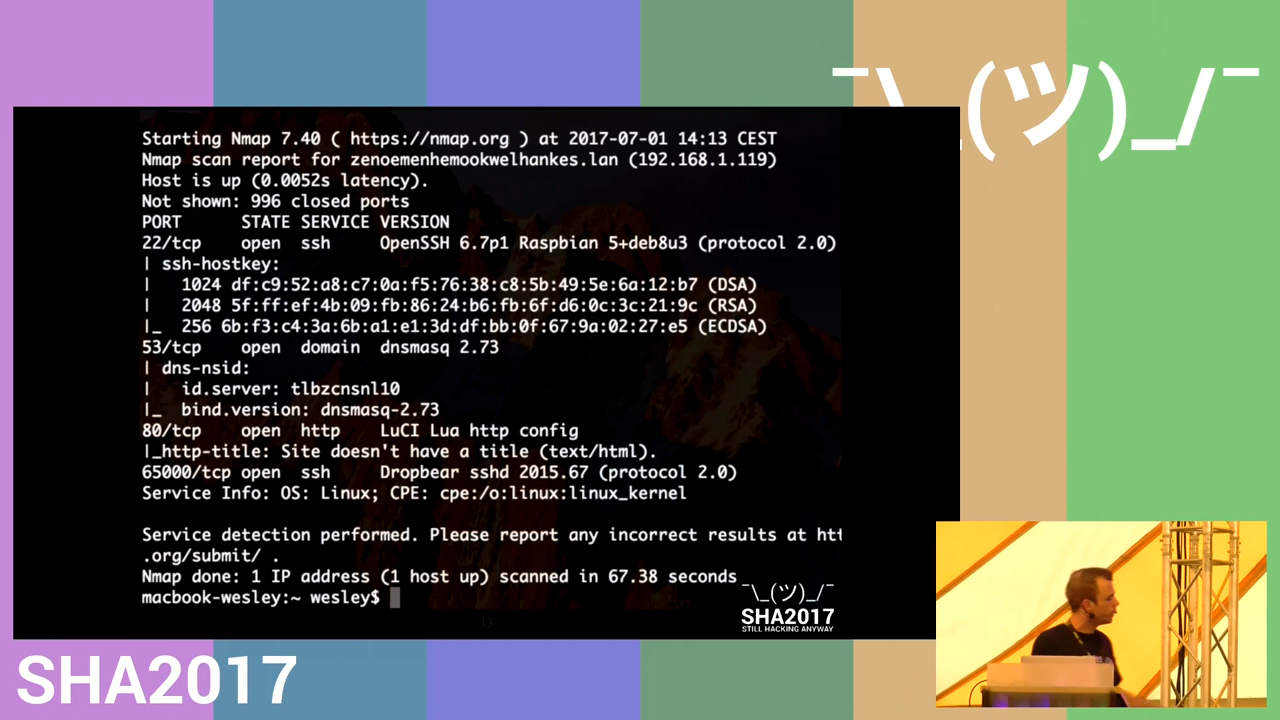 ¯\_(ツ)_/¯
Starting Nmap 7.40 ( https://nmap.org ) at 2017-07-01 14:13 CEST
Nmap scan report for zenoemenhemookwelhankes.lan (192.168.1.119)
Host is up (0.0052s latency).
Not shown: 996 closed ports
PORT      STATE SERVICE VERSION
22/tcp    open  ssh     OpenSSH 6.7p1 Raspbian 5+deb8u3 (protocol 2.0)
| ssh-hostkey:
|   1024 df:c9:52:a8:c7:0a:f5:76:38:c8:5b:49:5e:6a:12:b7 (DSA)
|   2048 5f:ff:ef:4b:09:fb:86:24:b6:fb:6f:d6:0c:3c:21:9c (RSA)
|_  256 6b:f3:c4:3a:6b:a1:e1:3d:df:bb:0f:67:9a:02:27:e5 (ECDSA)
53/tcp    open  domain  dnsmasq 2.73
| dns-nsid:
|   id.server: tlbzcnsnl10
|_  bind.version: dnsmasq-2.73
80/tcp    open  http    LuCI Lua http config
|_http-title: Site doesn't have a title (text/html).
65000/tcp open  ssh     Dropbear sshd 2015.67 (protocol 2.0)
Service Info: OS: Linux; CPE: cpe:/o:linux:linux_kernel
Service detection performed. Please report any incorrect results at htt
.org/submit/ .
Nmap done: 1 IP address (1 host up) scanned in 67.38 seconds
macbook-wesley:~ wesley$
¯\_(ツ)_/¯
SHA2017
STILL HACKING ANYWAY
13
SHA2017